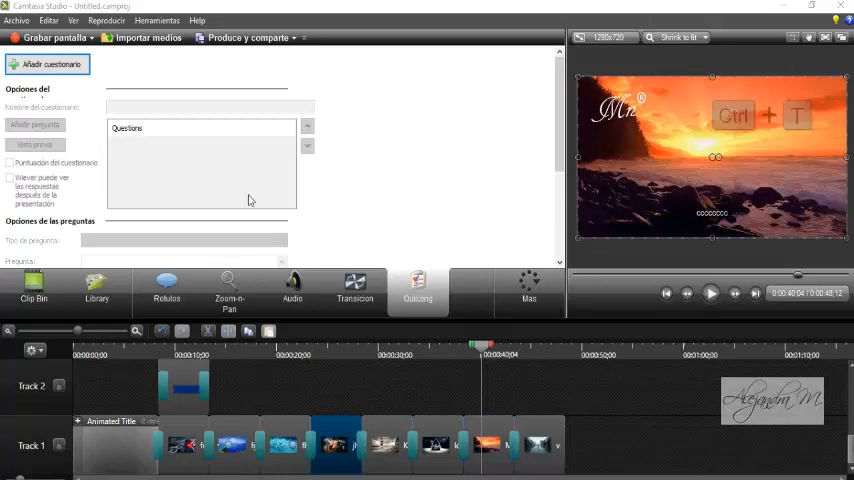 Camtasia Studio - Untitled.camproj
Archivo Editar Ver Reproducir Herramientas Help
Grabar pantalla Importar medios Produce y comparte
1280x720 Shrink to fit
Añadir cuestionario
Opciones del
Nombre del cuestionario:
Añadir pregunta
Questions
Vista previa
Puntuación del cuestionario
Wiever puede ver
las respuestas
después de la
presentación
Opciones de las preguntas
Tipo de pregunta:
Pregunta:
Mn®
Ctrl + T
cccccccc
Clip Bin Library Rotulos Zoom-n-
Pan Audio Transicion Quizong Mas
0:00:40;04 / 0:00:48;12
00:00:00;00 00:00:10;00 00:00:20;00 00:00:30;00 00:00:40;04 00:00:50;00 00:01:00;00 00:01:10;00
Track 2
Alejandra M.
Animated Title
Track 1